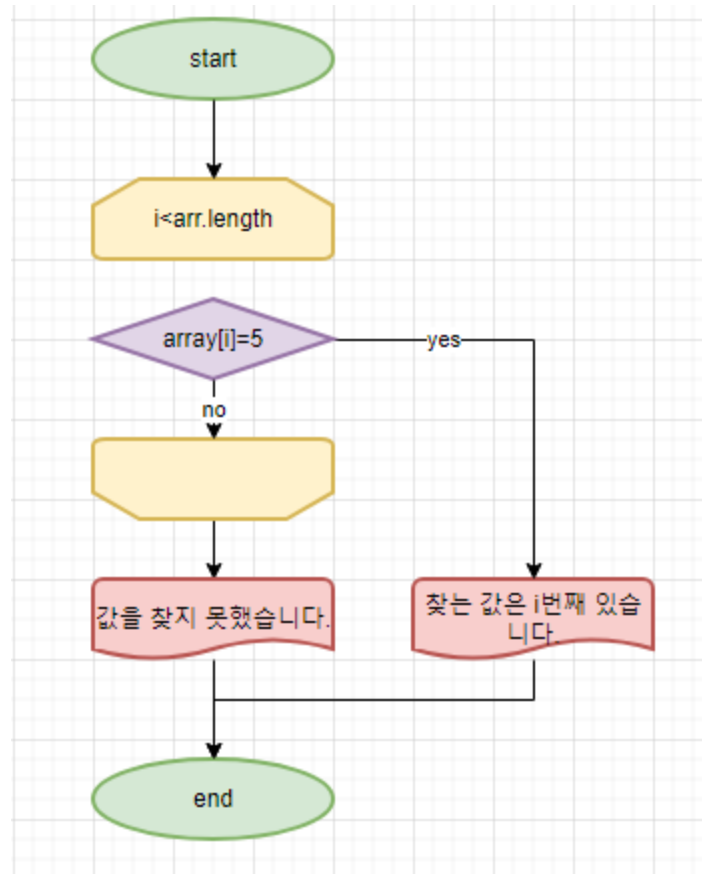 start
i<arr.length
array[i]=5
yes
no
값을 찾지 못했습니다.
찾는 값은 i번째 있습
니다.
end